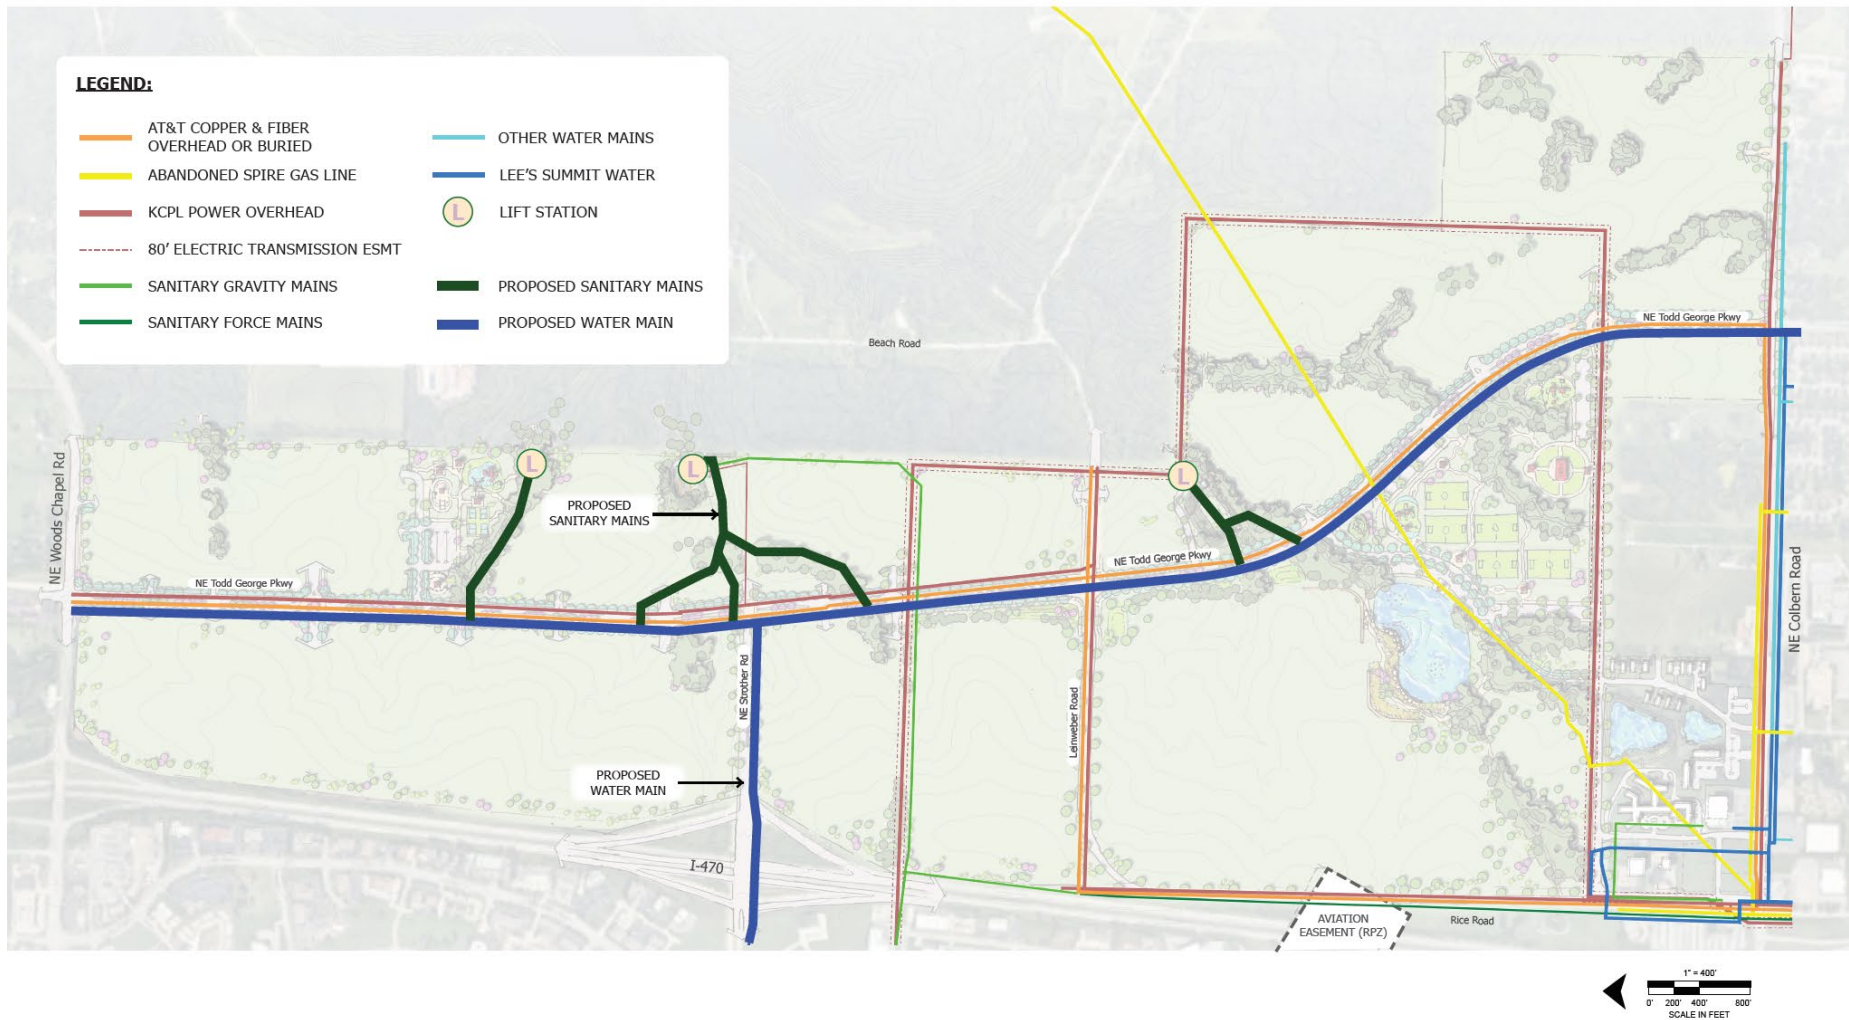 LEGEND:
AT&T COPPER & FIBER
OVERHEAD OR BURIED
ABANDONED SPIRE GAS LINE
KCPL POWER OVERHEAD
80' ELECTRIC TRANSMISSION ESMT
SANITARY GRAVITY MAINS
SANITARY FORCE MAINS
OTHER WATER MAINS
LEE'S SUMMIT WATER
L
LIFT STATION
PROPOSED SANITARY MAINS
PROPOSED WATER MAIN
Beach Road
NE Todd George Pkwy
NE Woods Chapel Rd
L
L
L
PROPOSED
SANITARY MAINS
NE Todd George Pkwy
NE Todd George Pkwy
NE Colbern Road
NE Strother Rd
Leinweber Road
PROPOSED
WATER MAIN
I-470
AVIATION
EASEMENT (RPZ)
Rice Road
1" = 400'
0' 200' 400' 800'
SCALE IN FEET